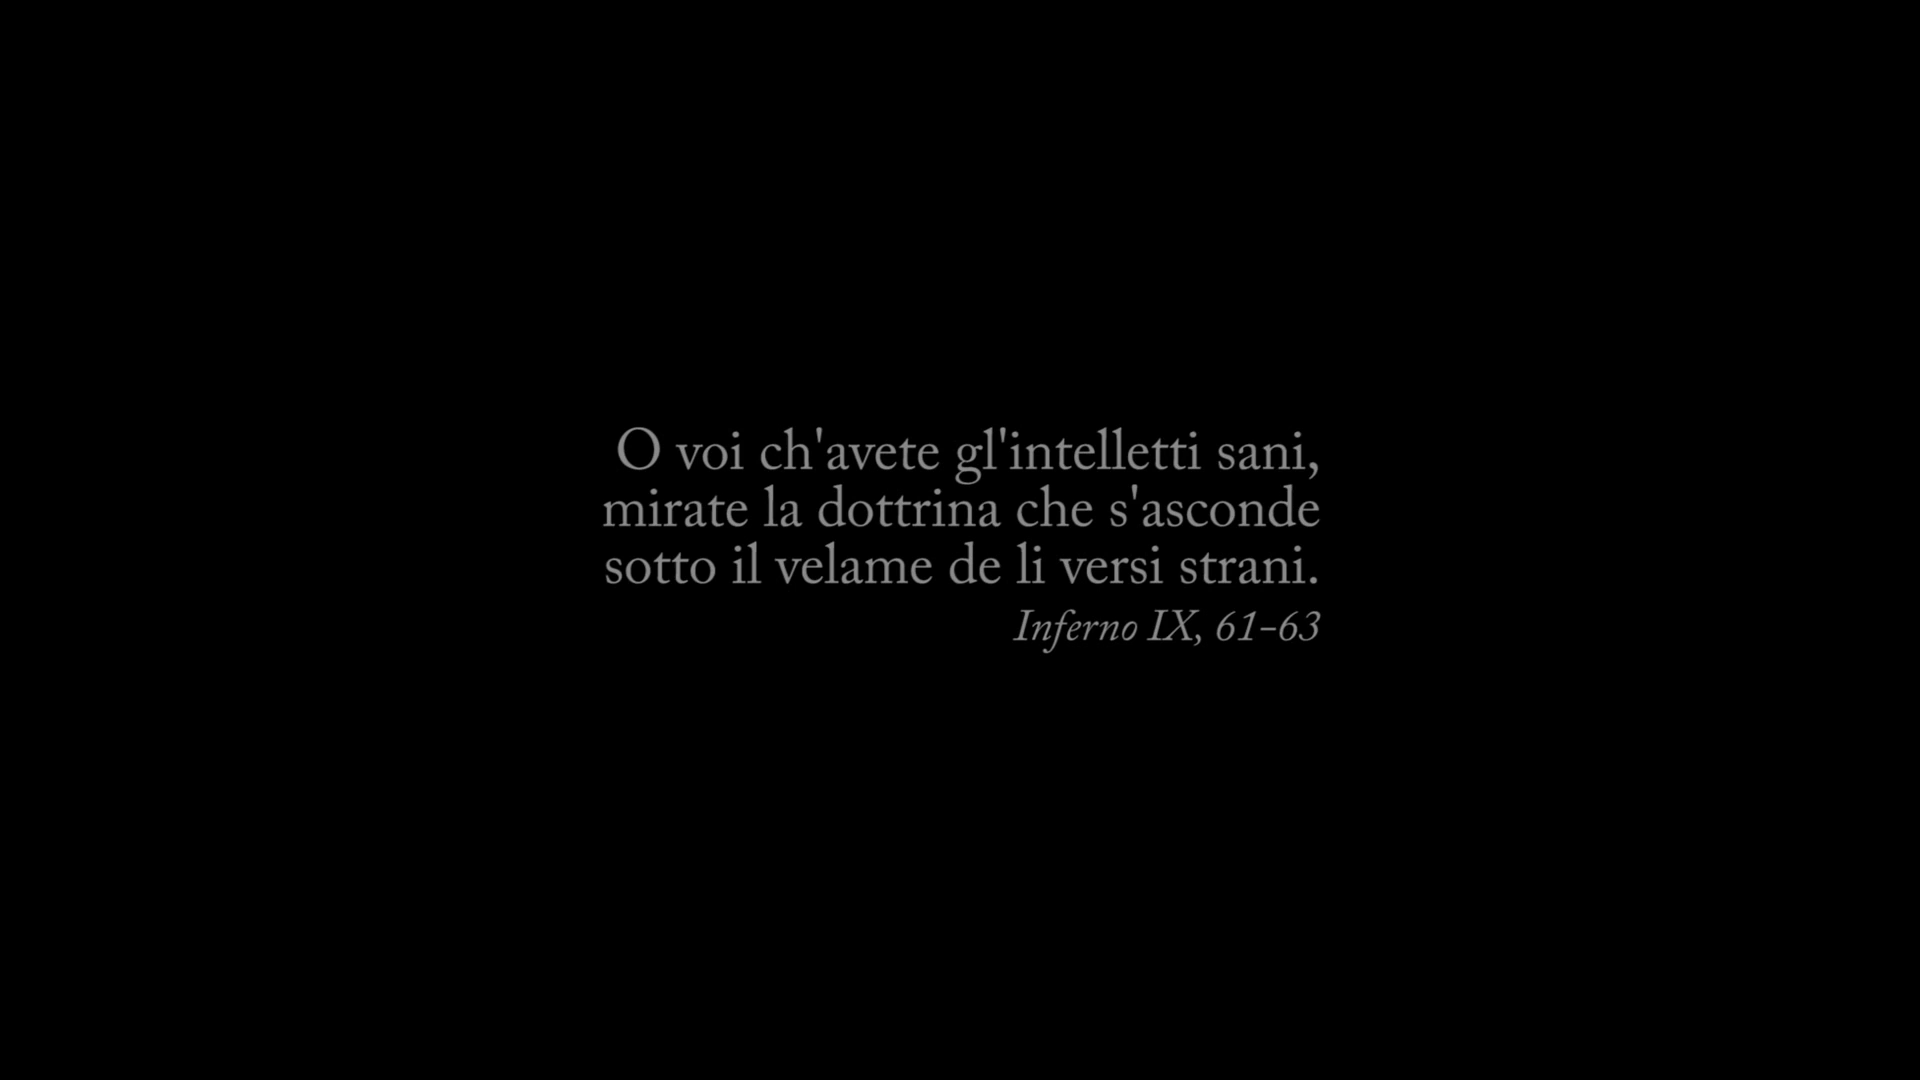 O voi ch'avete gl'intelletti sani,
mirate la dottrina che s'asconde
sotto il velame de li versi strani.
Inferno IX, 61-63